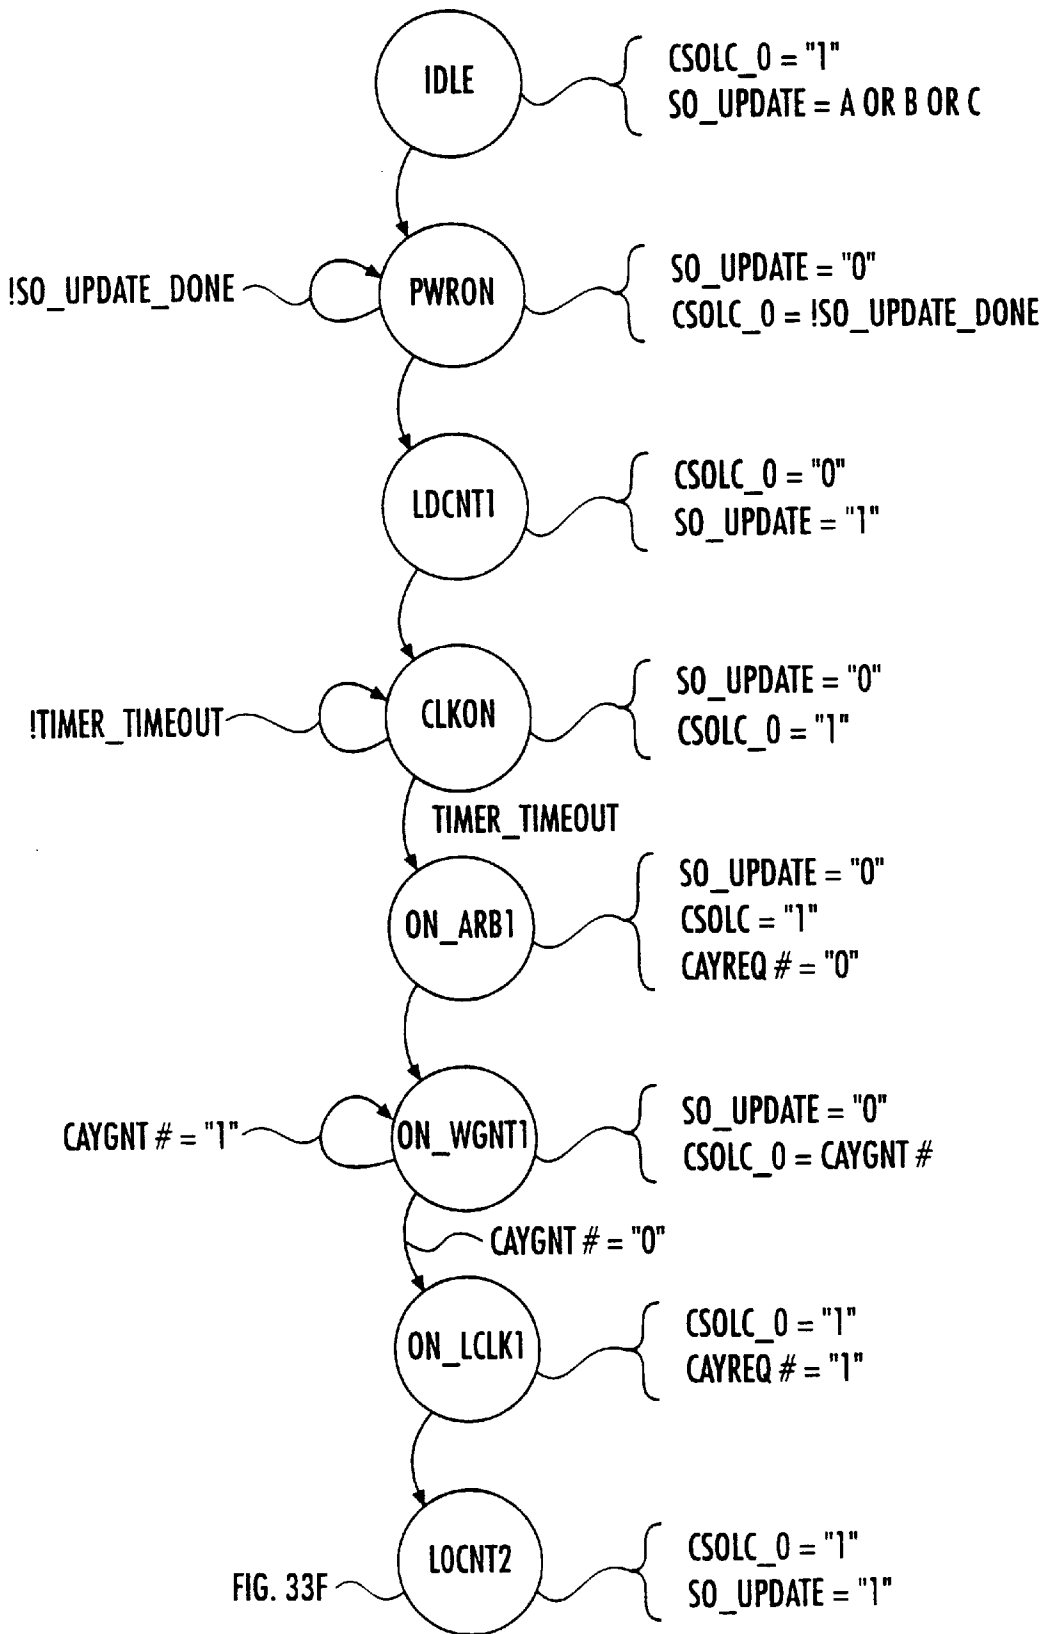 IDLE
CSOLC_0 = "1"
SO_UPDATE = A OR B OR C
!SO_UPDATE_DONE
PWRON
SO_UPDATE = "0"
CSOLC_0 = !SO_UPDATE_DONE
LDCNT1
CSOLC_0 = "0"
SO_UPDATE = "1"
!TIMER_TIMEOUT
CLKON
SO_UPDATE = "0"
CSOLC_0 = "1"
TIMER_TIMEOUT
ON_ARB1
SO_UPDATE = "0"
CSOLC = "1"
CAYREQ # = "0"
CAYGNT # = "1"
ON_WGNT1
SO_UPDATE = "0"
CSOLC_0 = CAYGNT #
CAYGNT # = "0"
ON_LCLK1
CSOLC_0 = "1"
CAYREQ # = "1"
FIG. 33F
LOCNT2
CSOLC_0 = "1"
SO_UPDATE = "1"